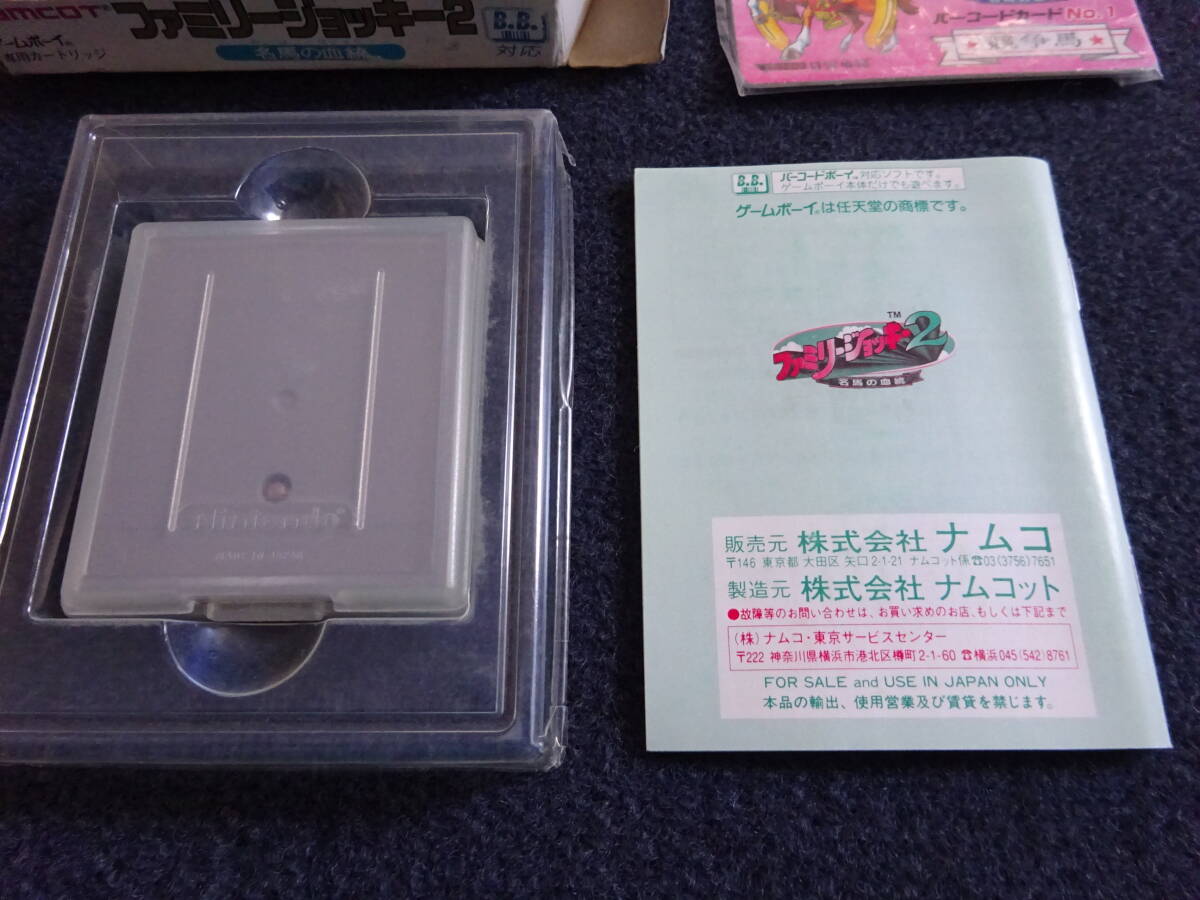 NAMCOT
ファミリージョッキー2
名馬の血統
B.B.
対応
ゲームボーイ®
専用カートリッジ
バーコードカード No.1
競争馬
Nintendo®
MADE IN JAPAN
B.B.
バーコードボーイ™対応ソフトです。
ゲームボーイ本体だけでも遊べます。
ゲームボーイ®は任天堂の商標です。
TM
ファミリージョッキー2
名馬の血統
販売元 株式会社 ナムコ
〒146 東京都 大田区 矢口2-1-21 ナムコット係☎03(3756)7651
製造元 株式会社 ナムコット
●故障等のお問い合わせは、お買い求めのお店、もしくは下記まで
(株)ナムコ・東京サービスセンター
〒222 神奈川県横浜市港北区樽町2-1-60 ☎横浜045(542)8761
FOR SALE and USE IN JAPAN ONLY
本品の輸出、使用営業及び賃貸を禁じます。